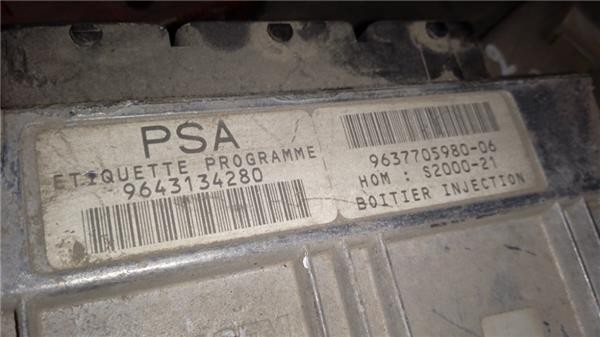 PSA
ETIQUETTE PROGRAMME
9643134280
9637705980-06
HOM : S2000-21
BOITIER INJECTION